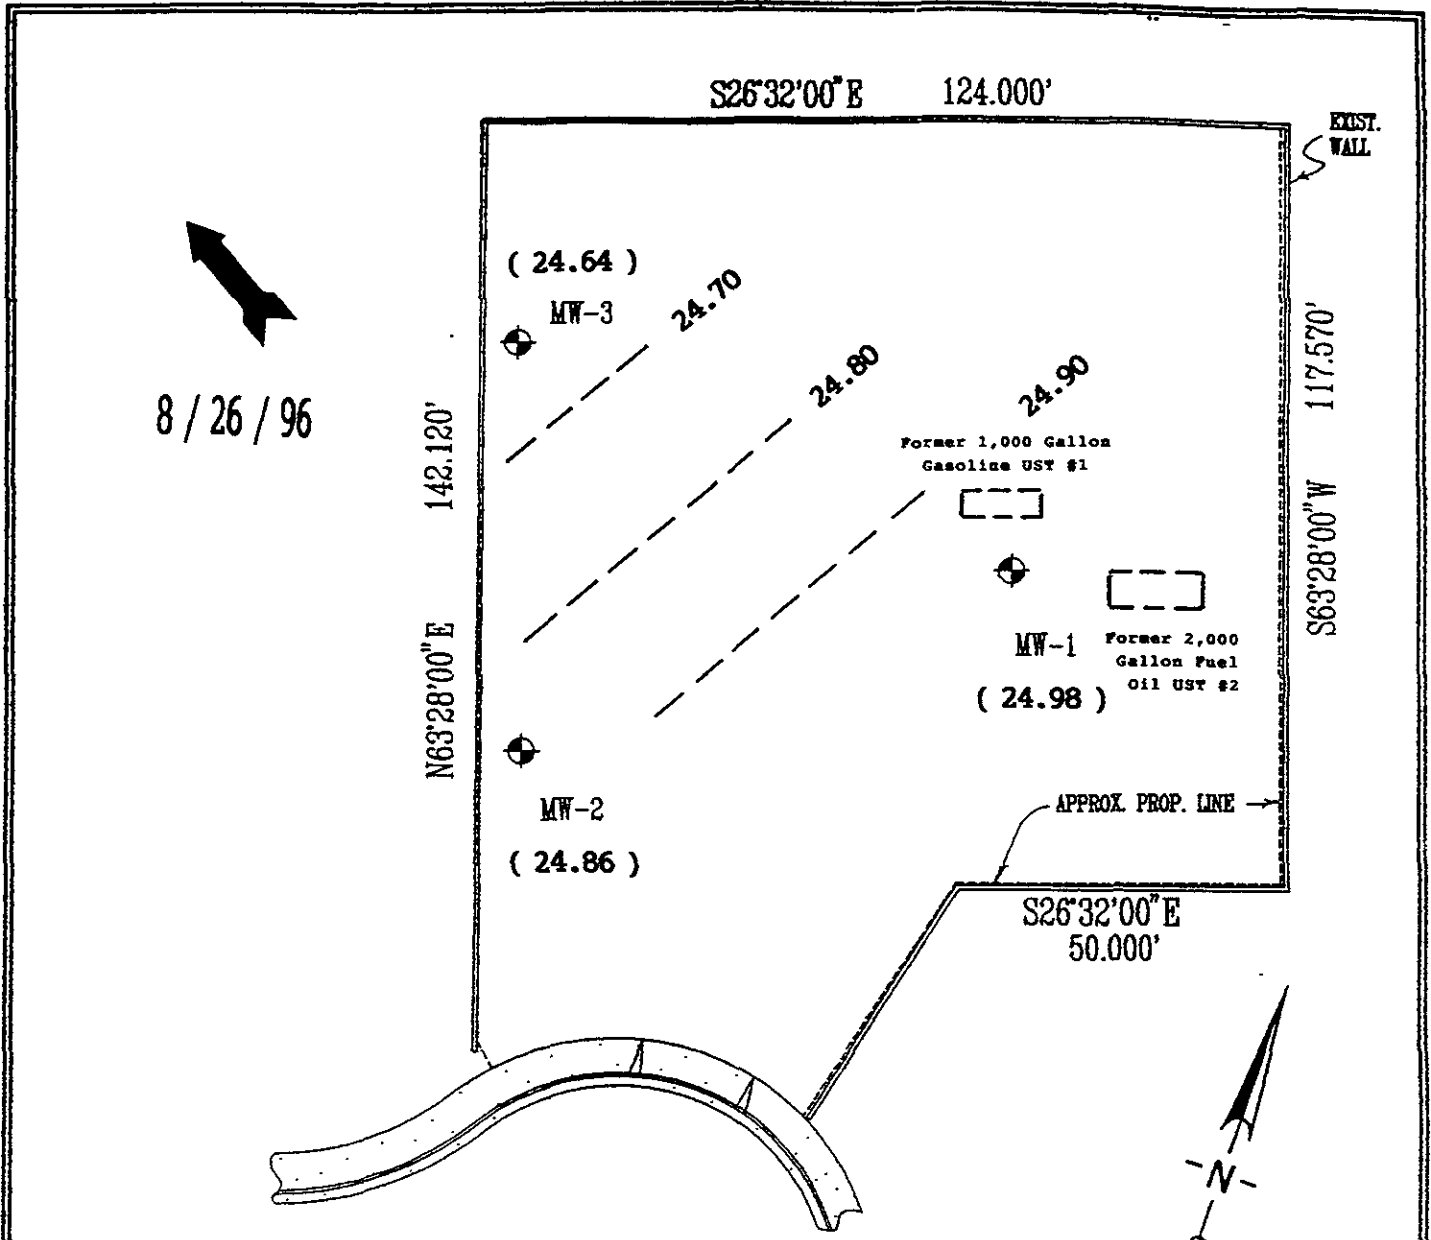 S26°32'00"E 124.000'
EXIST.
WALL
( 24.64 )
MW-3
24.70
24.80
24.90
8 / 26 / 96
142.120'
N63°28'00"E
117.570'
S63°28'00"W
Former 1,000 Gallon
Gasoline UST #1
MW-1
( 24.98 )
Former 2,000
Gallon Fuel
Oil UST #2
MW-2
( 24.86 )
APPROX. PROP. LINE
S26°32'00"E
50.000'
-N-